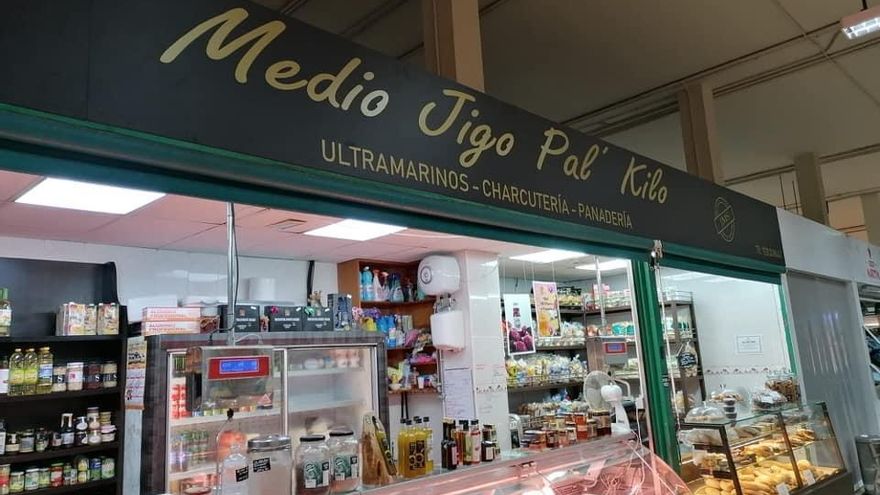 Medio Jigo Pal' Kilo
ULTRAMARINOS - CHARCUTERÍA - PANADERÍA